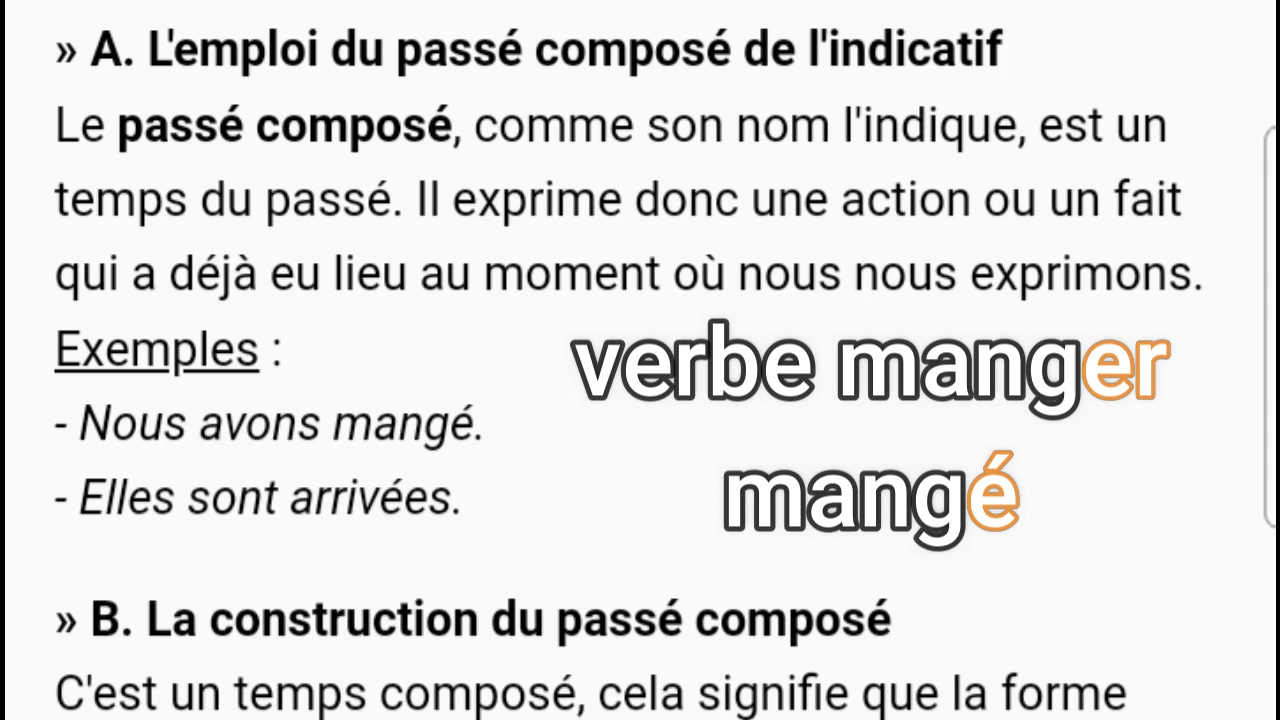 » A. L'emploi du passé composé de l'indicatif
Le passé composé, comme son nom l'indique, est un
temps du passé. Il exprime donc une action ou un fait
qui a déjà eu lieu au moment où nous nous exprimons.
Exemples :
verbe manger
- Nous avons mangé.
mangé
- Elles sont arrivées.
» B. La construction du passé composé
C'est un temps composé, cela signifie que la forme